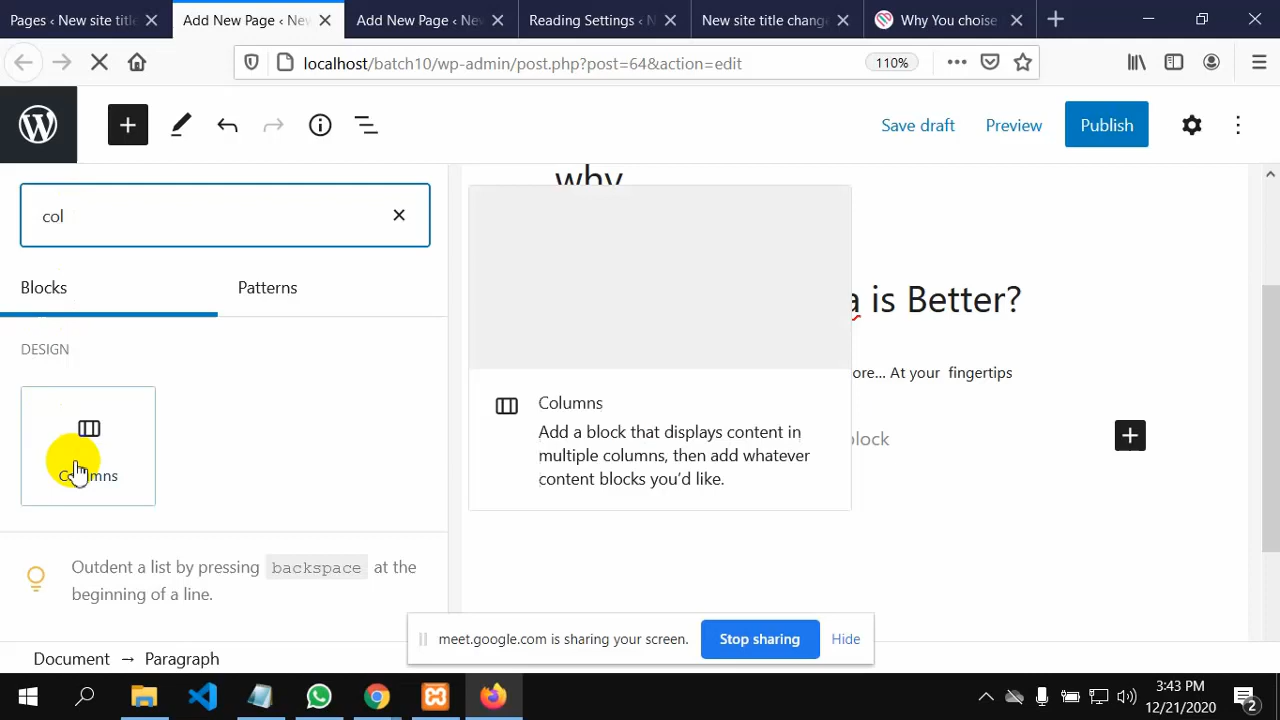 Pages ‹ New site titl
Add New Page ‹ New
Add New Page ‹ New
Reading Settings ‹ N
New site title chang
Why You choise
localhost/batch10/wp-admin/post.php?post=64&action=edit
110%
Save draft
Preview
Publish
col
Blocks
Patterns
DESIGN
Columns
Outdent a list by pressing backspace at the
beginning of a line.
why
is Better?
ore... At your fingertips
block
Columns
Add a block that displays content in
multiple columns, then add whatever
content blocks you'd like.
meet.google.com is sharing your screen.
Stop sharing
Hide
Document → Paragraph
3:43 PM
12/21/2020
2